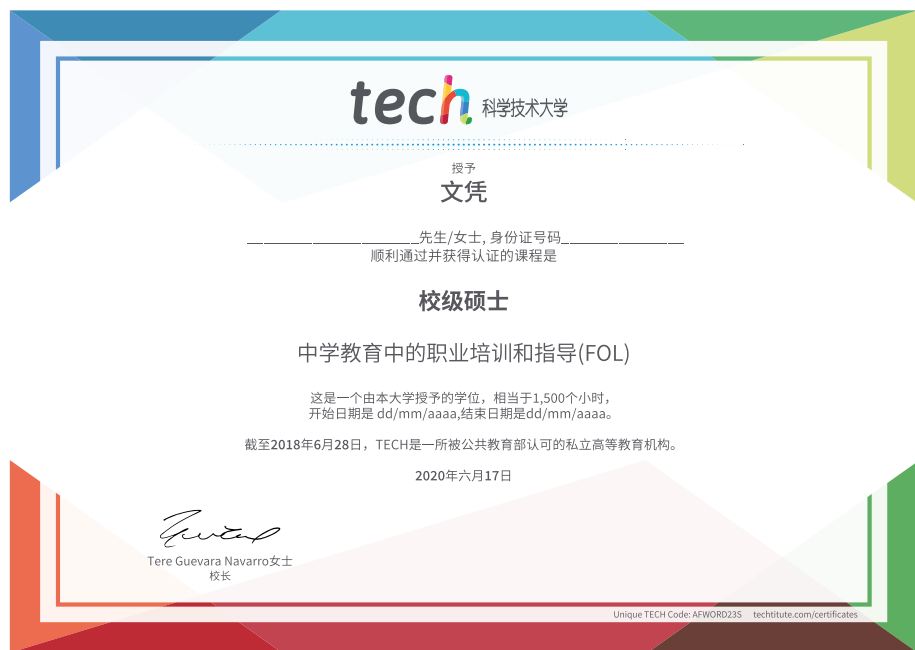 tech 科学技术大学
授予
文凭
______________________先生/女士, 身份证号码________________
顺利通过并获得认证的课程是
校级硕士
中学教育中的职业培训和指导(FOL)
这是一个由本大学授予的学位，相当于1,500个小时，
开始日期是 dd/mm/aaaa,结束日期是dd/mm/aaaa。
截至2018年6月28日，TECH是一所被公共教育部认可的私立高等教育机构。
2020年六月17日
Tere Guevara Navarro女士
校长
Unique TECH Code: AFWORD23S techtitute.com/certificates